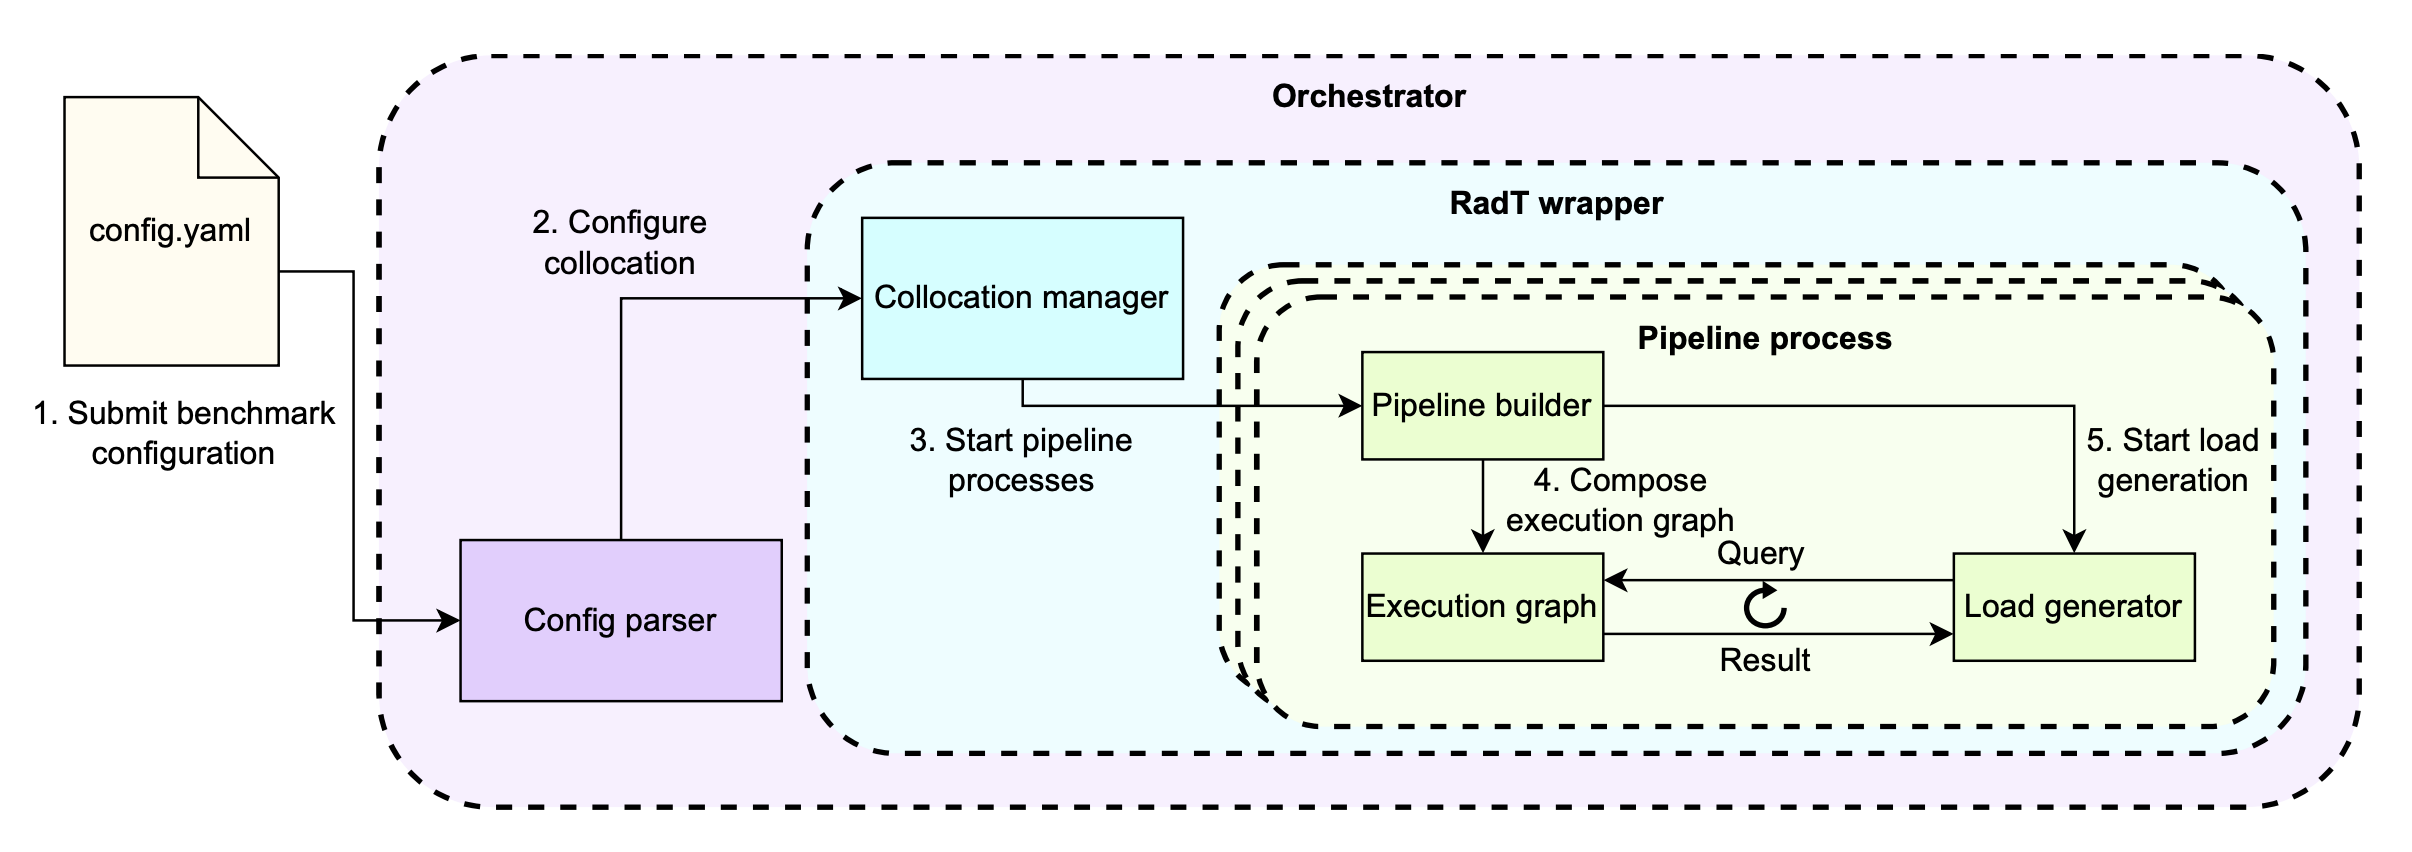 Orchestrator
RadT wrapper
config.yaml
2. Configure
collocation
Collocation manager
Pipeline process
1. Submit benchmark
configuration
Pipeline builder
3. Start pipeline
processes
5. Start load
generation
4. Compose
execution graph
Query
Config parser
Execution graph
Load generator
Result